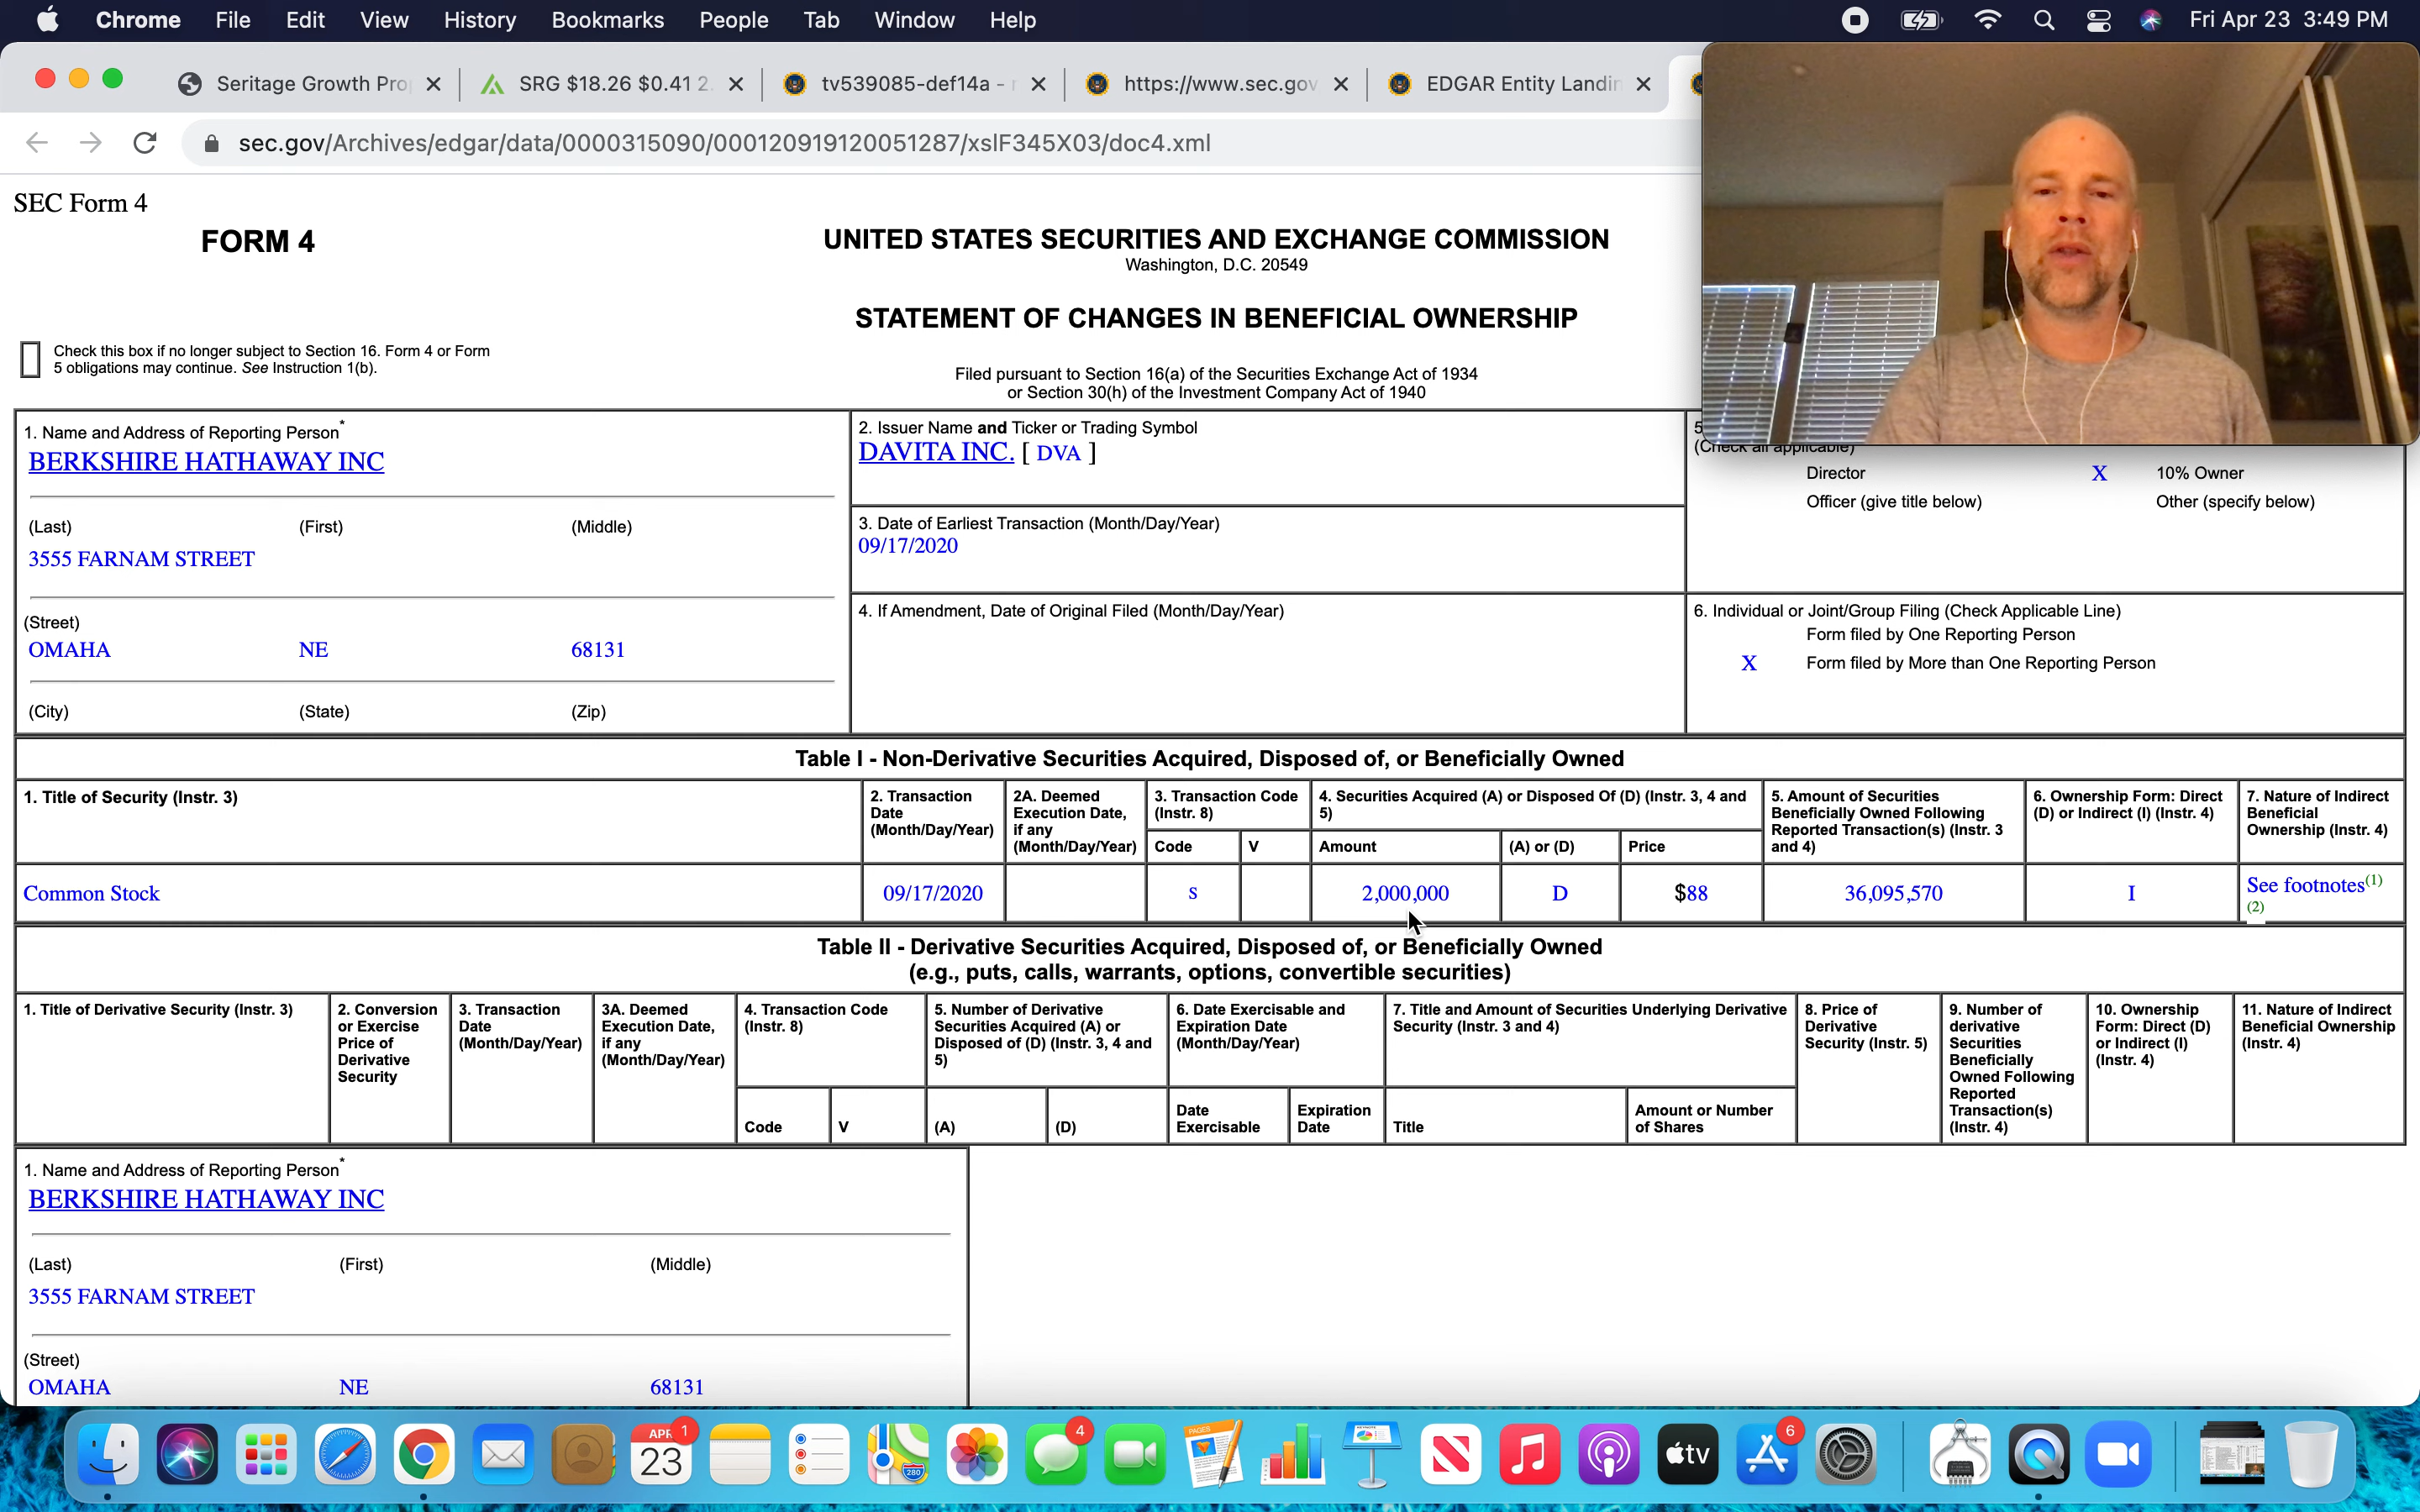 Chrome File Edit View History Bookmarks People Tab Window Help Fri Apr 23 3:49 PM
Seritage Growth Pro SRG $18.26 $0.41 2. tv539085-def14a - https://www.sec.gov EDGAR Entity Landin
sec.gov/Archives/edgar/data/0000315090/000120919120051287/xslF345X03/doc4.xml
SEC Form 4
FORM 4
UNITED STATES SECURITIES AND EXCHANGE COMMISSION
Washington, D.C. 20549
STATEMENT OF CHANGES IN BENEFICIAL OWNERSHIP
Filed pursuant to Section 16(a) of the Securities Exchange Act of 1934
or Section 30(h) of the Investment Company Act of 1940
Check this box if no longer subject to Section 16. Form 4 or Form
5 obligations may continue. See Instruction 1(b).
1. Name and Address of Reporting Person*
BERKSHIRE HATHAWAY INC
(Last) (First) (Middle)
3555 FARNAM STREET
(Street)
OMAHA NE 68131
(City) (State) (Zip)
2. Issuer Name and Ticker or Trading Symbol
DAVITA INC. [ DVA ]
3. Date of Earliest Transaction (Month/Day/Year)
09/17/2020
4. If Amendment, Date of Original Filed (Month/Day/Year)
5
(Check all applicable)
Director X 10% Owner
Officer (give title below) Other (specify below)
6. Individual or Joint/Group Filing (Check Applicable Line)
Form filed by One Reporting Person
X Form filed by More than One Reporting Person
Table I - Non-Derivative Securities Acquired, Disposed of, or Beneficially Owned
1. Title of Security (Instr. 3)
2. Transaction
Date
(Month/Day/Year)
2A. Deemed
Execution Date,
if any
(Month/Day/Year)
3. Transaction Code
(Instr. 8)
4. Securities Acquired (A) or Disposed Of (D) (Instr. 3, 4 and
5)
5. Amount of Securities
Beneficially Owned Following
Reported Transaction(s) (Instr. 3
and 4)
6. Ownership Form: Direct
(D) or Indirect (I) (Instr. 4)
7. Nature of Indirect
Beneficial
Ownership (Instr. 4)
Code V Amount (A) or (D) Price
Common Stock 09/17/2020 S 2,000,000 D $88 36,095,570 I See footnotes(1)
(2)
Table II - Derivative Securities Acquired, Disposed of, or Beneficially Owned
(e.g., puts, calls, warrants, options, convertible securities)
1. Title of Derivative Security (Instr. 3)
2. Conversion
or Exercise
Price of
Derivative
Security
3. Transaction
Date
(Month/Day/Year)
3A. Deemed
Execution Date,
if any
(Month/Day/Year)
4. Transaction Code
(Instr. 8)
5. Number of Derivative
Securities Acquired (A) or
Disposed of (D) (Instr. 3, 4 and
5)
6. Date Exercisable and
Expiration Date
(Month/Day/Year)
7. Title and Amount of Securities Underlying Derivative
Security (Instr. 3 and 4)
8. Price of
Derivative
Security (Instr. 5)
9. Number of
derivative
Securities
Beneficially
Owned Following
Reported
Transaction(s)
(Instr. 4)
10. Ownership
Form: Direct (D)
or Indirect (I)
(Instr. 4)
11. Nature of Indirect
Beneficial Ownership
(Instr. 4)
Code V (A) (D)
Date
Exercisable
Expiration
Date
Title
Amount or Number
of Shares
1. Name and Address of Reporting Person*
BERKSHIRE HATHAWAY INC
(Last) (First) (Middle)
3555 FARNAM STREET
(Street)
OMAHA NE 68131
APR 1
23
4
280
PAGES
tv
6